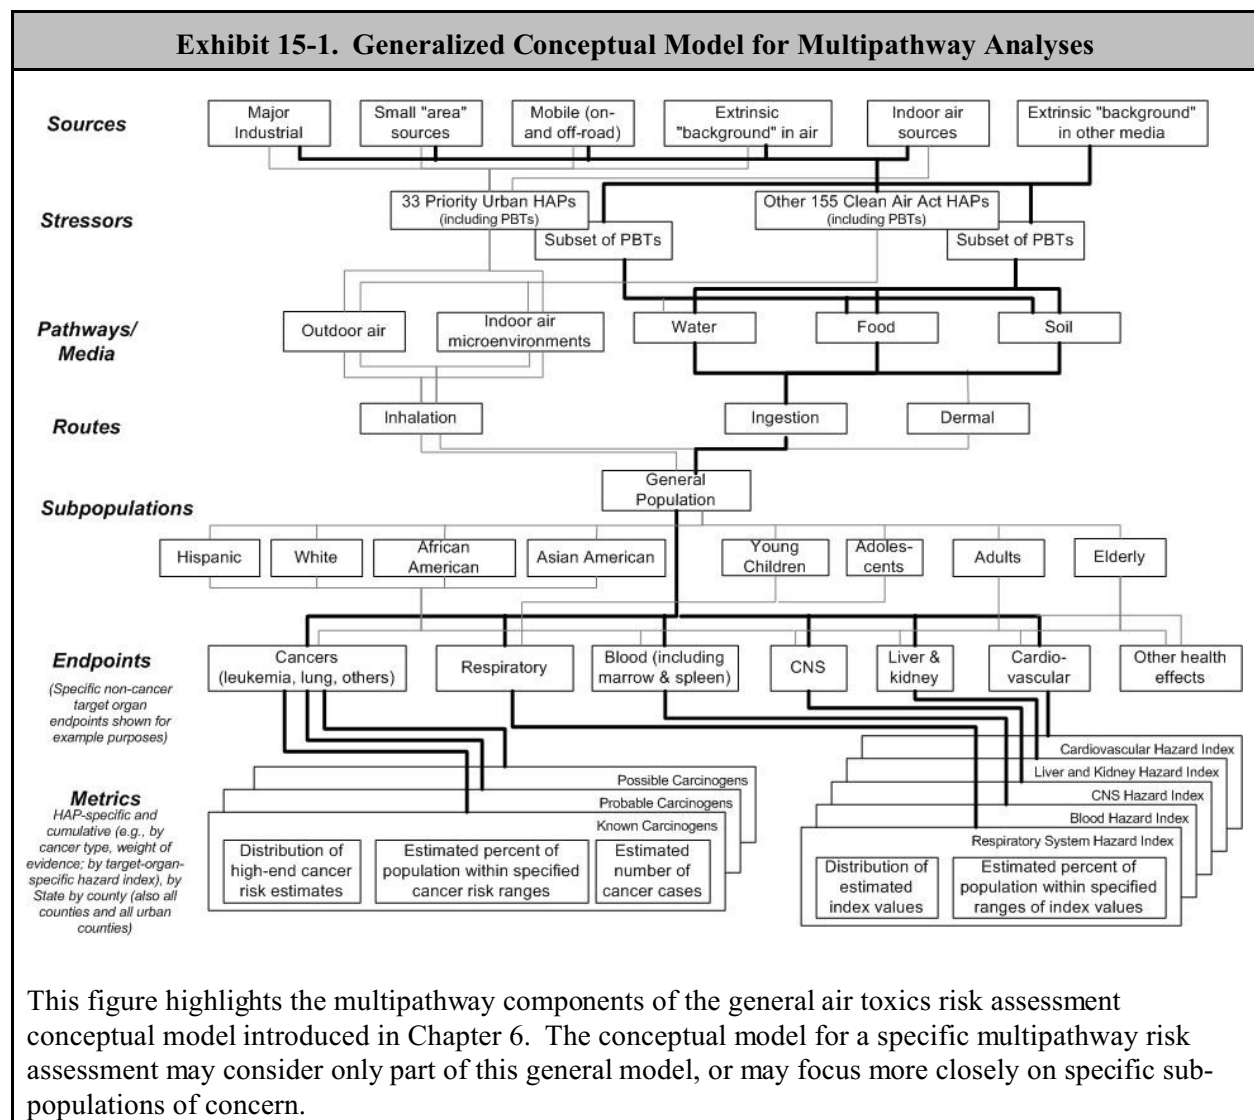 Exhibit 15-1. Generalized Conceptual Model for Multipathway Analyses
Sources
Major
Industrial
Small "area"
sources
Mobile (on-
and off-road)
Extrinsic
"background" in air
Indoor air
sources
Extrinsic "background"
in other media
Stressors
33 Priority Urban HAPs
(including PBTs)
Subset of PBTs
Other 155 Clean Air Act HAPs
(including PBTs)
Subset of PBTs
Pathways/
Media
Outdoor air
Indoor air
microenvironments
Water
Food
Soil
Routes
Inhalation
Ingestion
Dermal
Subpopulations
General
Population
Hispanic
White
African
American
Asian American
Young
Children
Adoles-
cents
Adults
Elderly
Endpoints
(Specific non-cancer
target organ
endpoints shown for
example purposes)
Cancers
(leukemia, lung, others)
Respiratory
Blood (including
marrow & spleen)
CNS
Liver &
kidney
Cardio-
vascular
Other health
effects
Metrics
HAP-specific and
cumulative (e.g., by
cancer type, weight of
evidence; by target-organ-
specific hazard index), by
State by county (also all
counties and all urban
counties)
Possible Carcinogens
Probable Carcinogens
Known Carcinogens
Distribution of
high-end cancer
risk estimates
Estimated percent of
population within specified
cancer risk ranges
Estimated
number of
cancer cases
Cardiovascular Hazard Index
Liver and Kidney Hazard Index
CNS Hazard Index
Blood Hazard Index
Respiratory System Hazard Index
Distribution of
estimated
index values
Estimated percent of
population within specified
ranges of index values
This figure highlights the multipathway components of the general air toxics risk assessment
conceptual model introduced in Chapter 6. The conceptual model for a specific multipathway risk
assessment may consider only part of this general model, or may focus more closely on specific sub-
populations of concern.